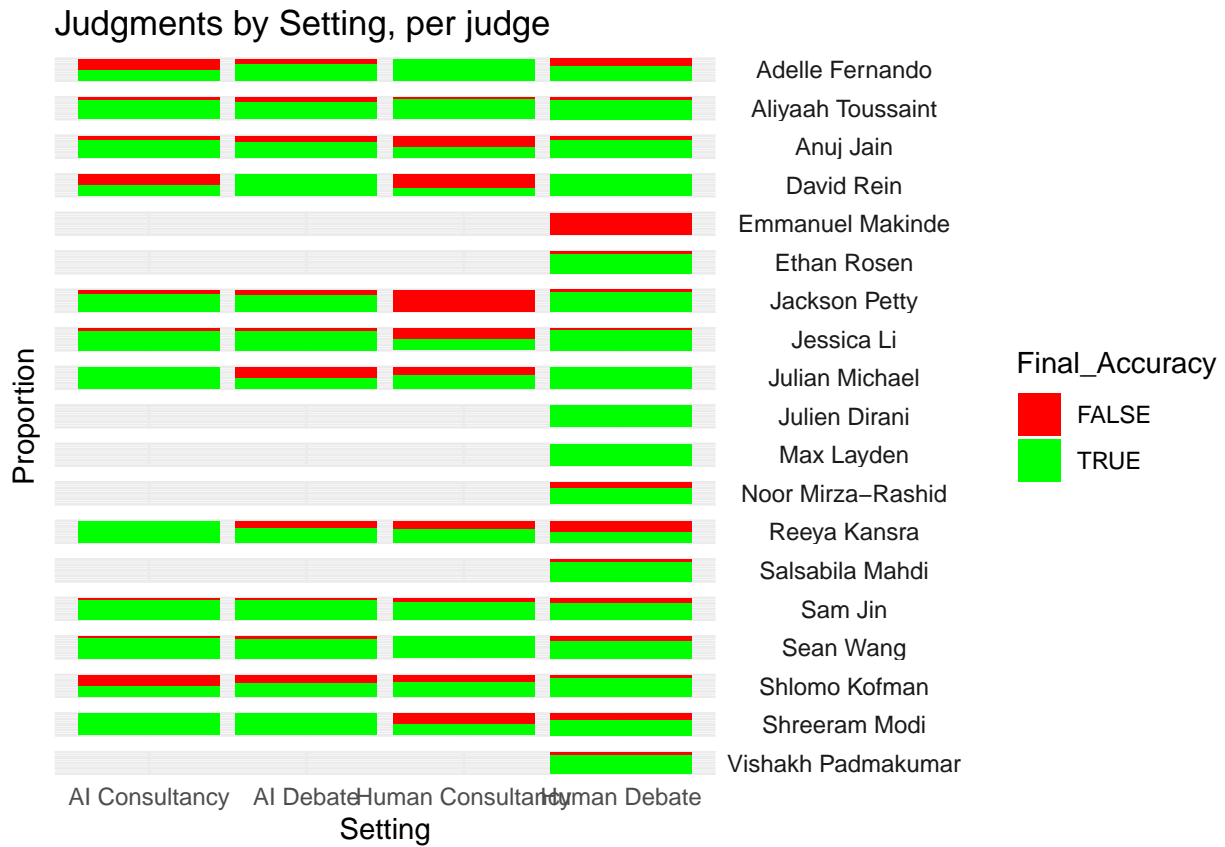 Judgments by Setting, per judge
Adelle Fernando
Aliyaah Toussaint
Anuj Jain
David Rein
Emmanuel Makinde
Ethan Rosen
Jackson Petty
Jessica Li
Julian Michael
Julien Dirani
Max Layden
Noor Mirza−Rashid
Reeya Kansra
Salsabila Mahdi
Sam Jin
Sean Wang
Shlomo Kofman
Shreeram Modi
Vishakh Padmakumar
Proportion
AI Consultancy AI Debate Human Consultancy Human Debate
Setting
Final_Accuracy
FALSE
TRUE